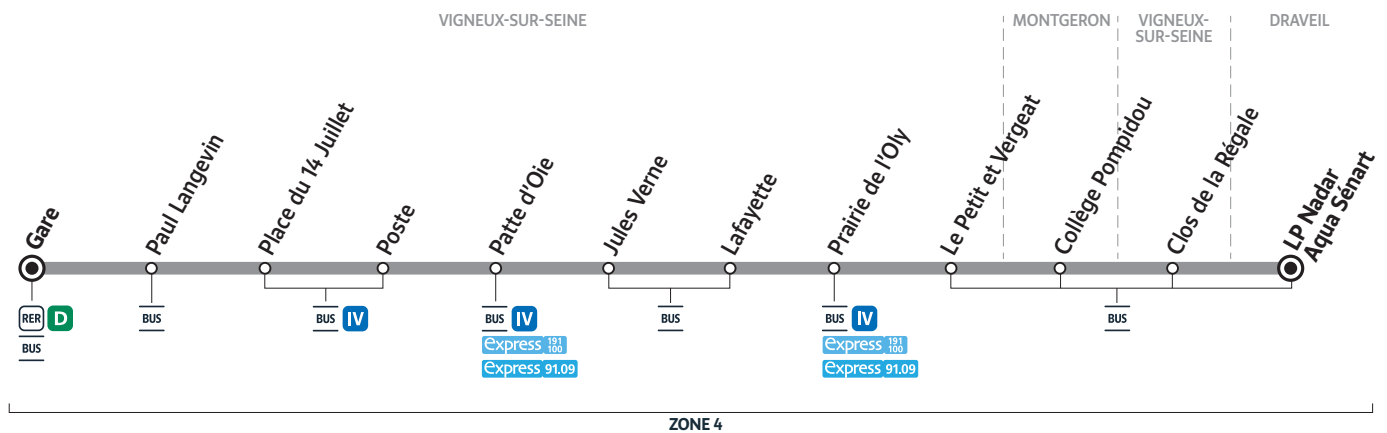 VIGNEUX-SUR-SEINE
MONTGERON
VIGNEUX-
SUR-SEINE
DRAVEIL
Gare
Paul Langevin
Place du 14 Juillet
Poste
Patte d'Oie
Jules Verne
Lafayette
Prairie de l'Oly
Le Petit et Vergeat
Collège Pompidou
Clos de la Régale
LP Nadar
Aqua Sénart
RER D
BUS
BUS
BUS IV
BUS IV
express 191 100
express 91.09
BUS
BUS IV
express 191 100
express 91.09
BUS
ZONE 4